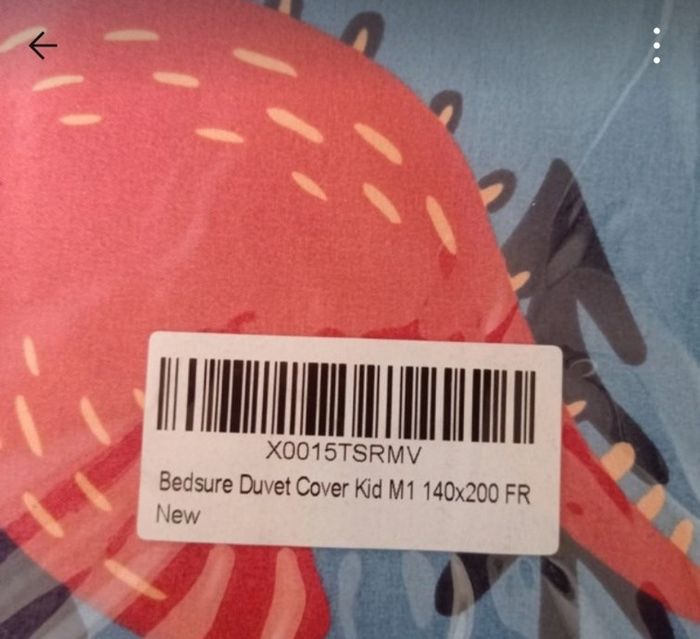 X0015TSRMV
Bedsure Duvet Cover Kid M1 140x200 FR
New